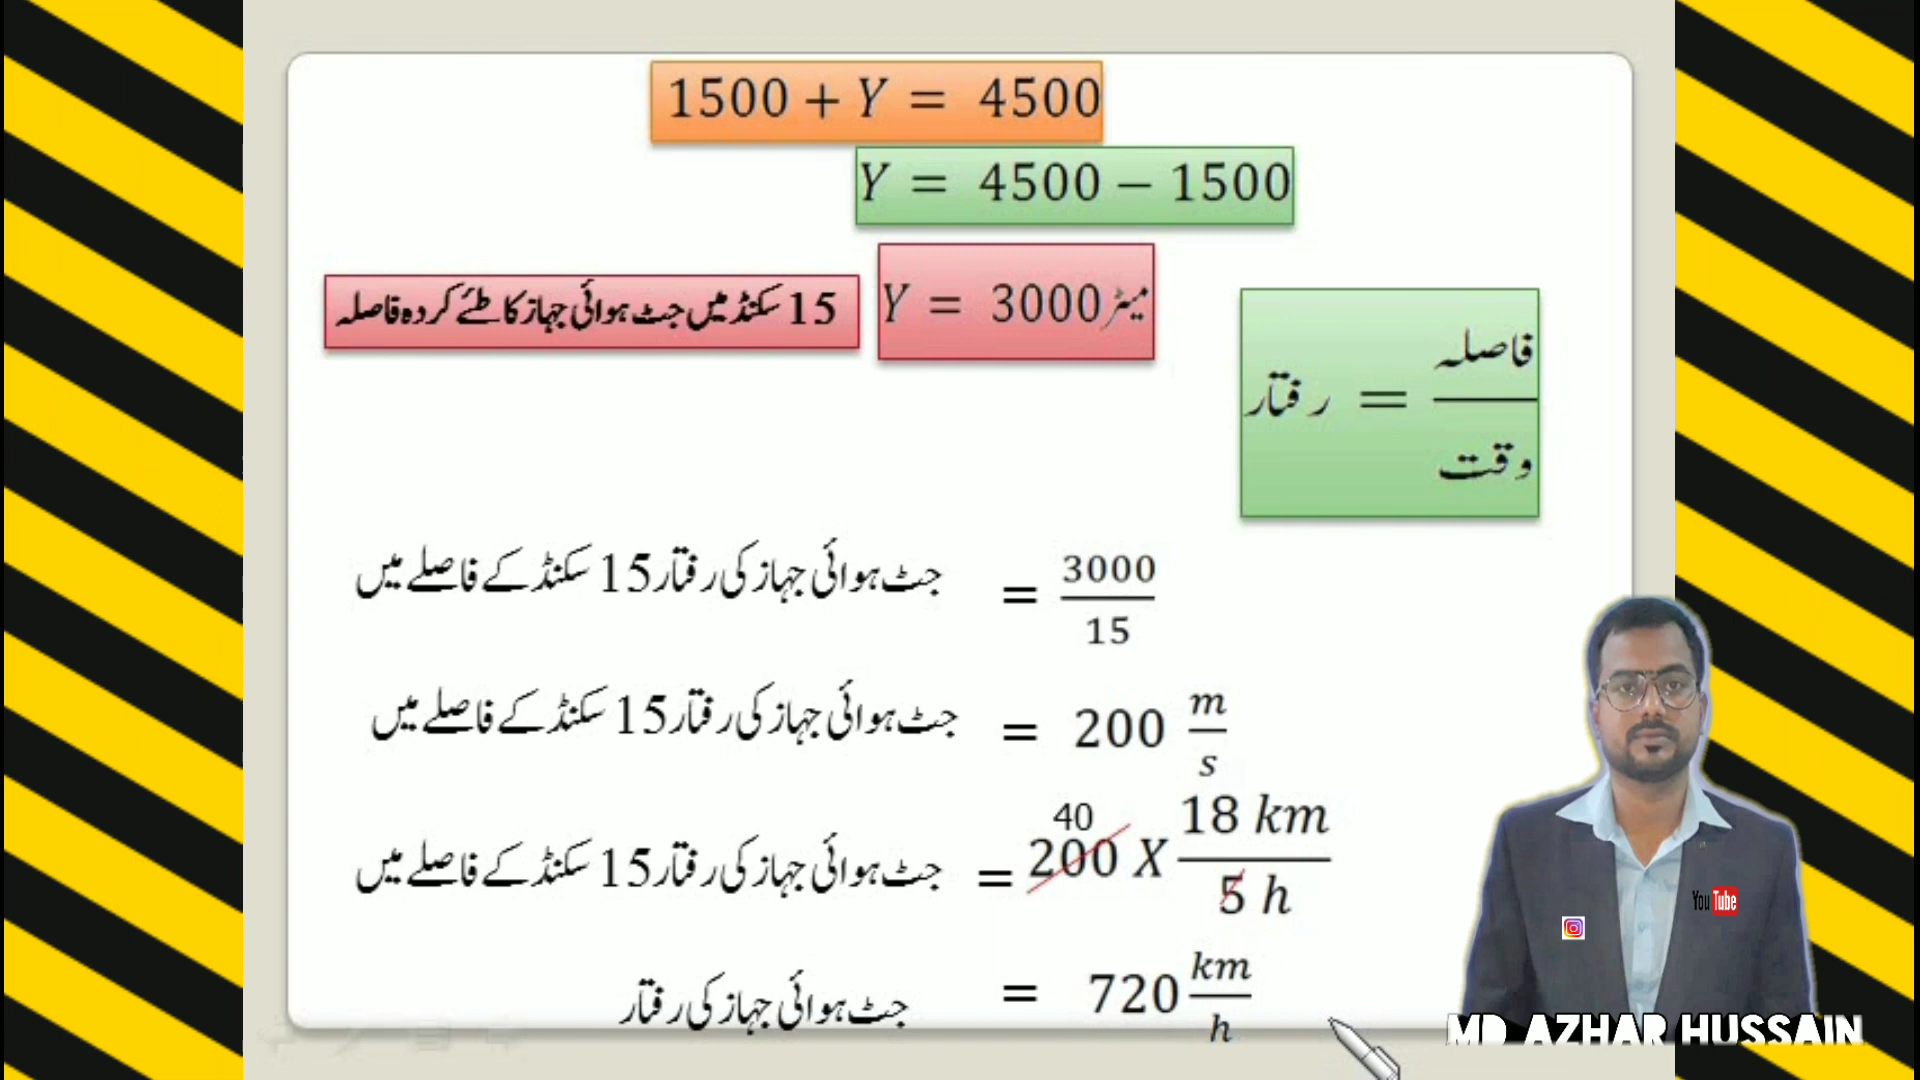 1500 + Y = 4500
Y = 4500 − 1500
15 سکنڈ میں جٹ ہوائی جہاز کا طئے کردہ فاصلہ
Y = 3000 میٹر
رفتار = فاصلہ / وقت
جٹ ہوائی جہاز کی رفتار 15 سکنڈ کے فاصلے میں = 3000 / 15
جٹ ہوائی جہاز کی رفتار 15 سکنڈ کے فاصلے میں = 200 m / s
40
جٹ ہوائی جہاز کی رفتار 15 سکنڈ کے فاصلے میں = 200 X 18 km / 5 h
جٹ ہوائی جہاز کی رفتار = 720 km / h
YouTube
MD AZHAR HUSSAIN